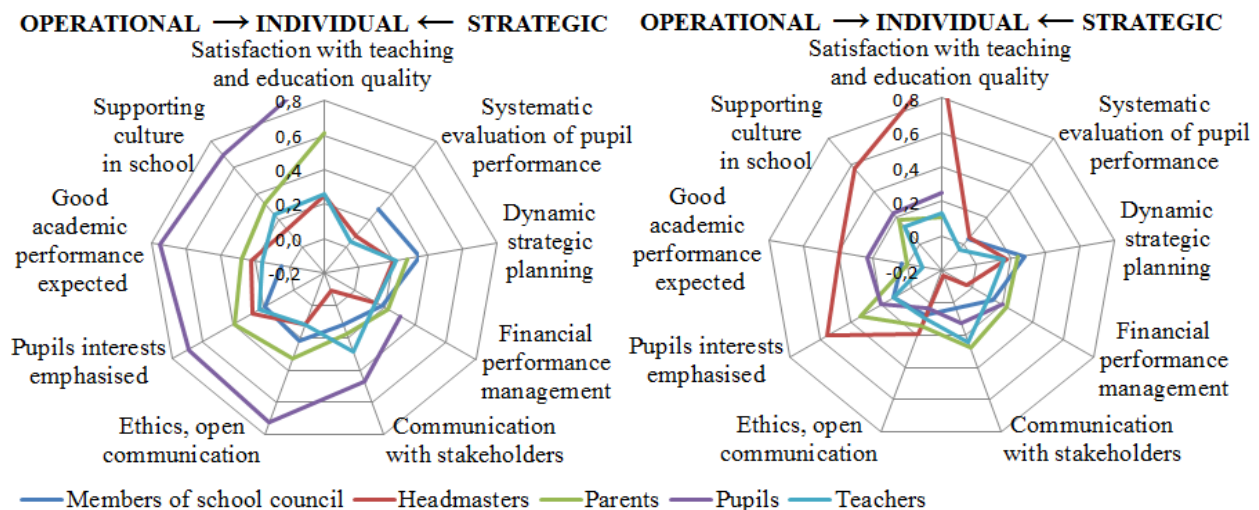 OPERATIONAL → INDIVIDUAL ← STRATEGIC
Satisfaction with teaching
and education quality
0,8
0,6
0,4
0,2
0,0
-0,2
Systematic
evaluation of pupil
performance
Dynamic
strategic
planning
Financial
performance
management
Communication
with stakeholders
Ethics, open
communication
Pupils interests
emphasised
Good
academic
performance
expected
Supporting
culture
in school
OPERATIONAL → INDIVIDUAL ← STRATEGIC
Satisfaction with teaching
and education quality
0,8
0,6
0,4
0,2
0
-0,2
Systematic
evaluation of pupil
performance
Dynamic
strategic
planning
Financial
performance
management
Communication
with stakeholders
Ethics, open
communication
Pupils interests
emphasised
Good
academic
performance
expected
Supporting
culture
in school
Members of school council
Headmasters
Parents
Pupils
Teachers